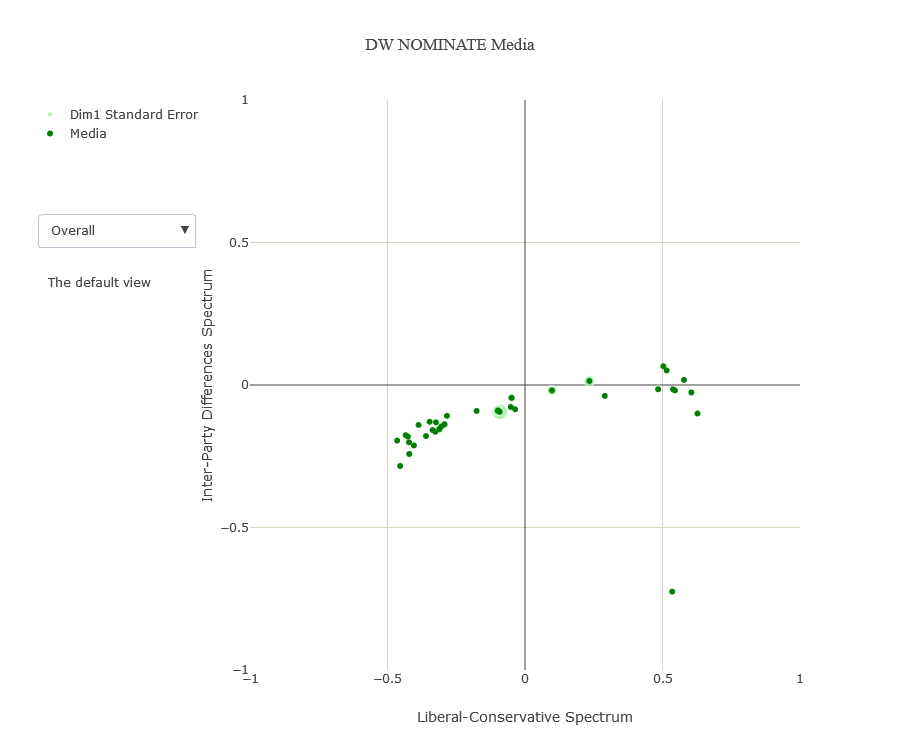 DW NOMINATE Media
Dim1 Standard Error
Media
Overall
The default view
Inter-Party Differences Spectrum
1
0.5
0
−0.5
−1
−1
−0.5
0
0.5
1
Liberal-Conservative Spectrum